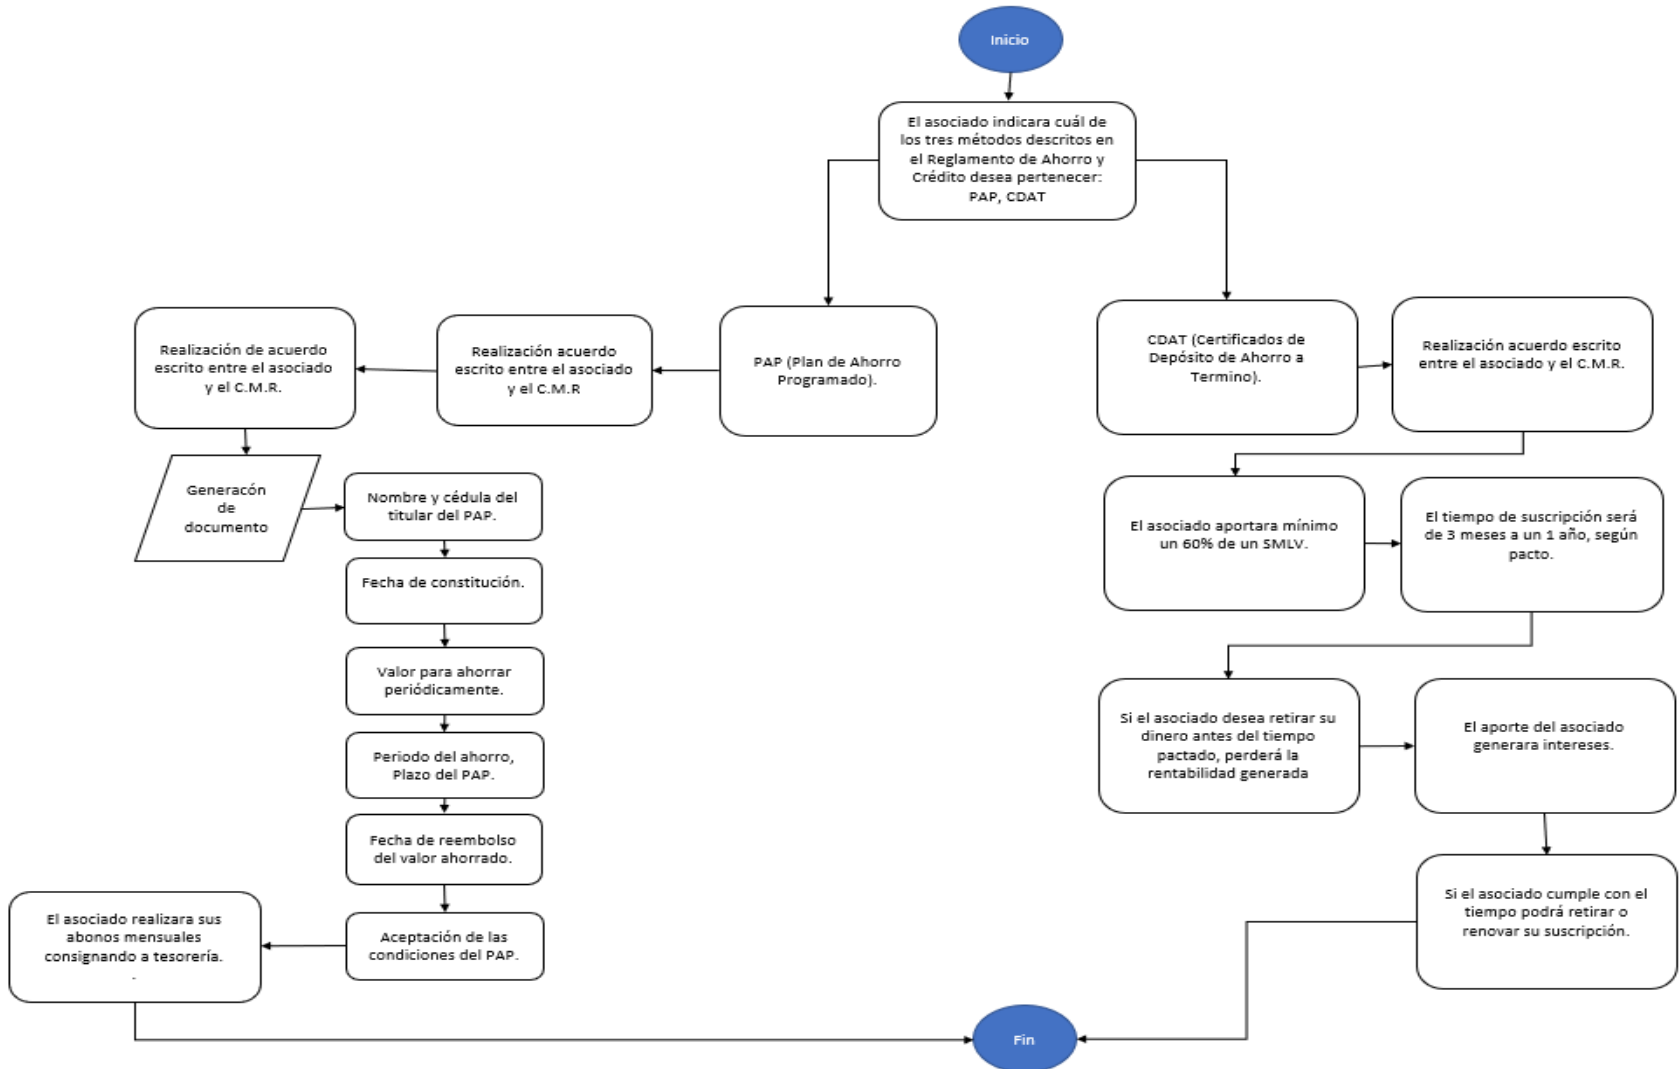 Inicio
El asociado indicara cuál de
los tres métodos descritos en
el Reglamento de Ahorro y
Crédito desea pertenecer:
PAP, CDAT
PAP (Plan de Ahorro
Programado).
Realización acuerdo
escrito entre el asociado
y el C.M.R
Realización de acuerdo
escrito entre el asociado
y el C.M.R.
Generacón
de
documento
Nombre y cédula del
titular del PAP.
Fecha de constitución.
Valor para ahorrar
periódicamente.
Periodo del ahorro,
Plazo del PAP.
Fecha de reembolso
del valor ahorrado.
Aceptación de las
condiciones del PAP.
El asociado realizara sus
abonos mensuales
consignando a tesorería.
.
CDAT (Certificados de
Depósito de Ahorro a
Termino).
Realización acuerdo escrito
entre el asociado y el C.M.R.
El asociado aportara mínimo
un 60% de un SMLV.
El tiempo de suscripción será
de 3 meses a un 1 año, según
pacto.
Si el asociado desea retirar su
dinero antes del tiempo
pactado, perderá la
rentabilidad generada
El aporte del asociado
generara intereses.
Si el asociado cumple con el
tiempo podrá retirar o
renovar su suscripción.
Fin